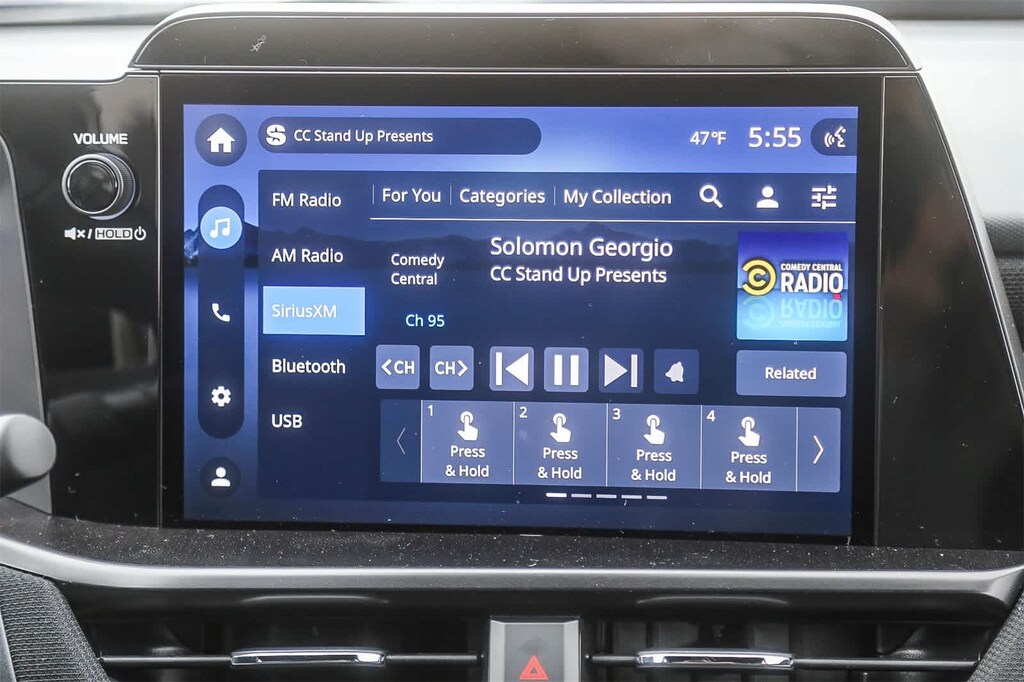 VOLUME
/ HOLD
CC Stand Up Presents
47°F
5:55
FM Radio
AM Radio
SiriusXM
Bluetooth
USB
For You
Categories
My Collection
Comedy
Central
Solomon Georgio
CC Stand Up Presents
Ch 95
COMEDY CENTRAL
RADIO
<CH
CH>
Related
1
Press
& Hold
2
Press
& Hold
3
Press
& Hold
4
Press
& Hold